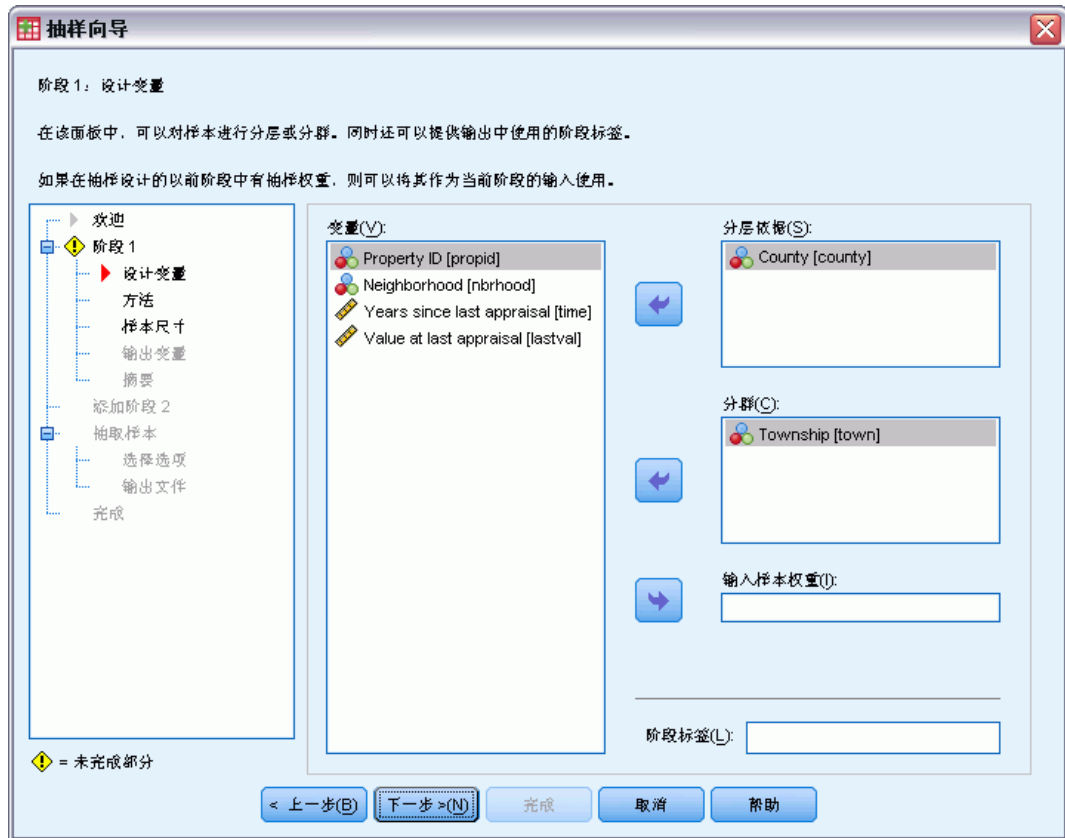 抽样向导
阶段 1：设计变量
在该面板中，可以对样本进行分层或分群。同时还可以提供输出中使用的阶段标签。
如果在抽样设计的以前阶段中有抽样权重，则可以将其作为当前阶段的输入使用。
欢迎
阶段 1
设计变量
方法
样本尺寸
输出变量
摘要
添加阶段 2
抽取样本
选择选项
输出文件
完成
! = 未完成部分
变量(V):
Property ID [propid]
Neighborhood [nbrhood]
Years since last appraisal [time]
Value at last appraisal [lastval]
分层依据(S):
County [county]
分群(C):
Township [town]
输入样本权重(I):
阶段标签(L):
< 上一步(B)
下一步 >(N)
完成
取消
帮助